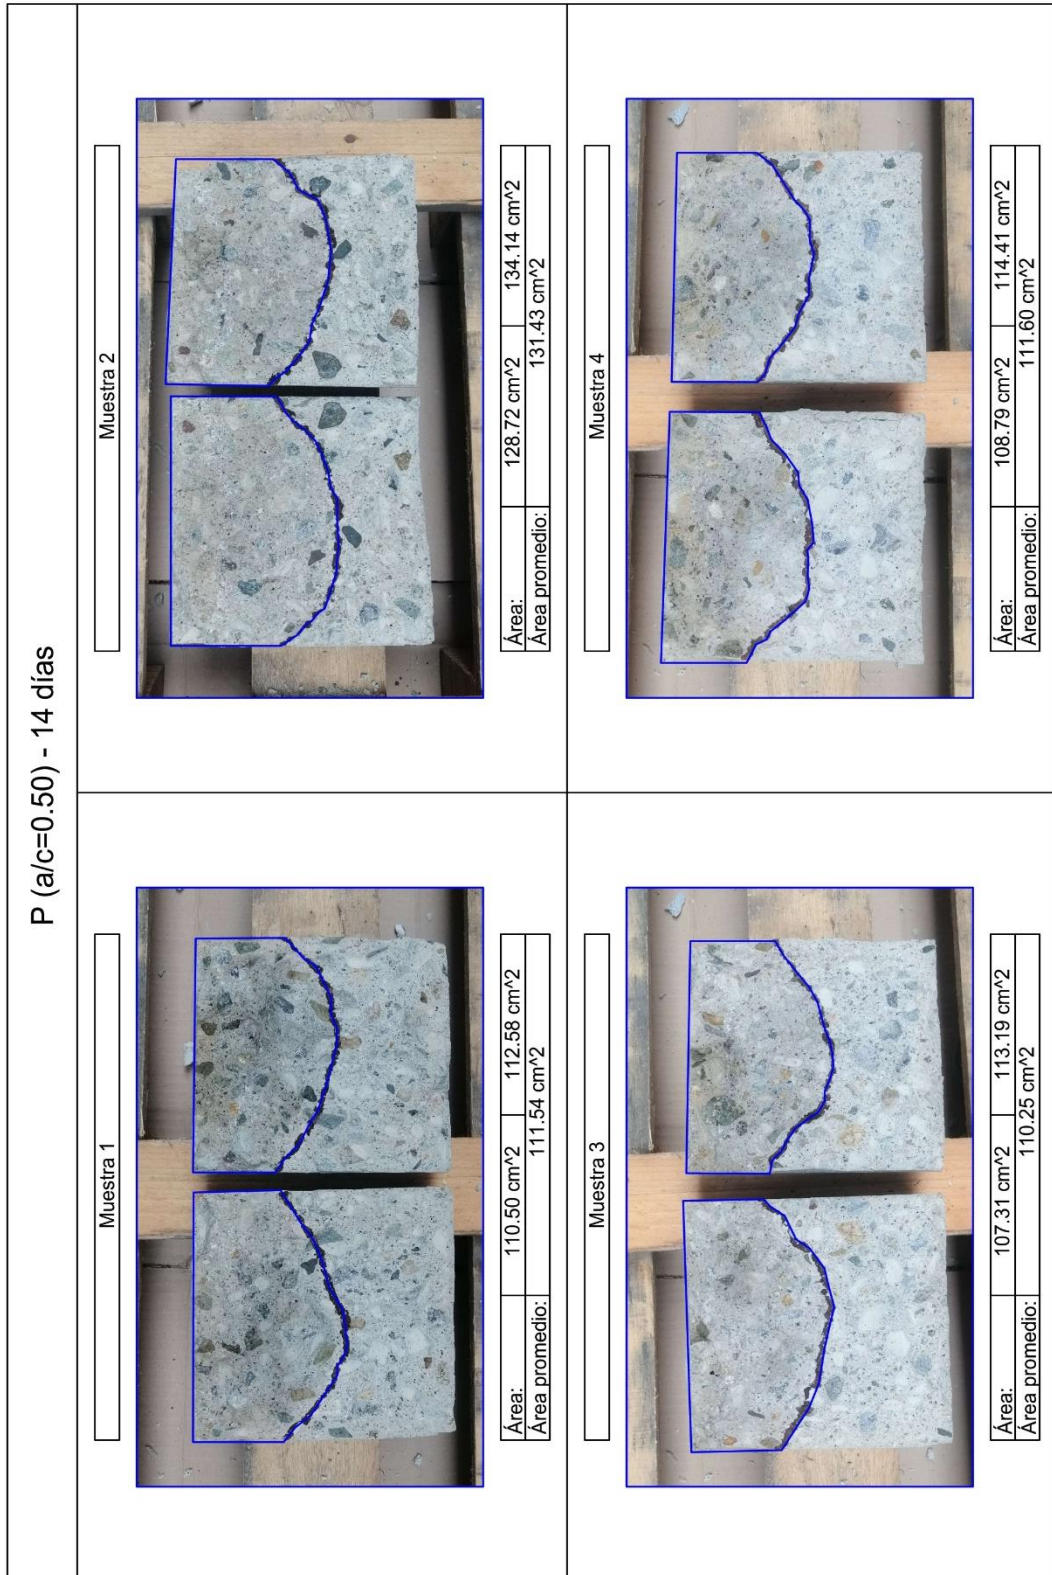 P (a/c=0.50) - 14 días
Muestra 1
Área: 110.50 cm^2 112.58 cm^2
Área promedio: 111.54 cm^2
Muestra 2
Área: 128.72 cm^2 134.14 cm^2
Área promedio: 131.43 cm^2
Muestra 3
Área: 107.31 cm^2 113.19 cm^2
Área promedio: 110.25 cm^2
Muestra 4
Área: 108.79 cm^2 114.41 cm^2
Área promedio: 111.60 cm^2